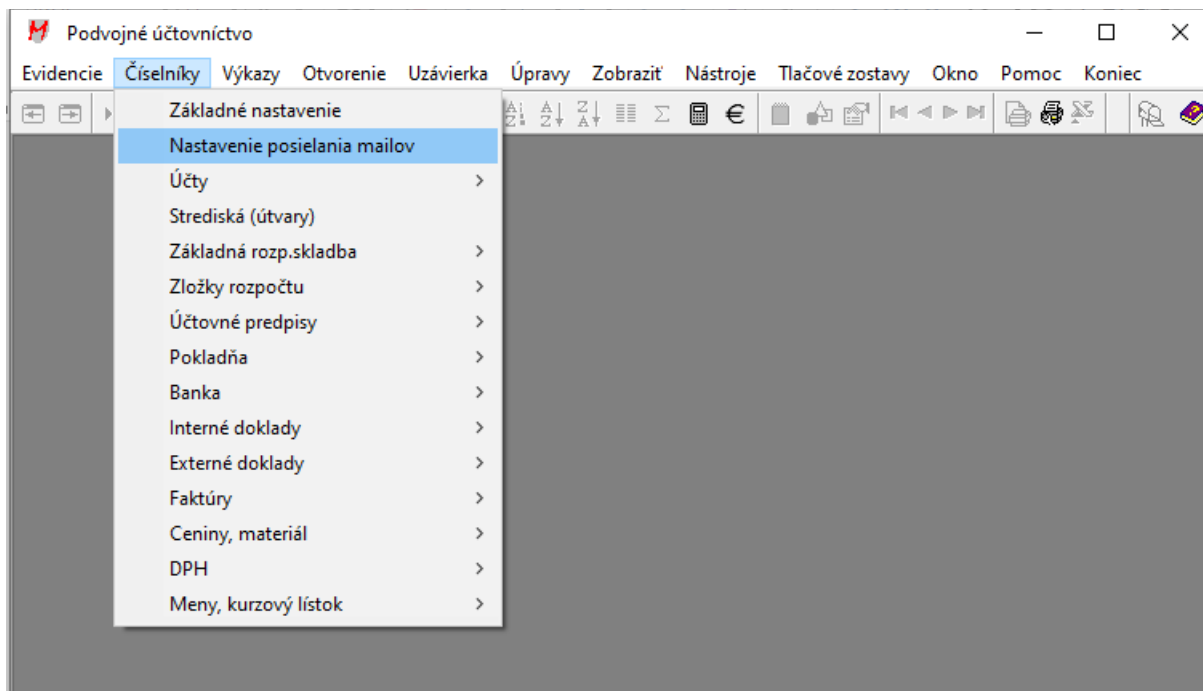 Podvojné účtovníctvo
Evidencie Číselníky Výkazy Otvorenie Uzávierka Úpravy Zobraziť Nástroje Tlačové zostavy Okno Pomoc Koniec
Základné nastavenie
Nastavenie posielania mailov
Účty
Strediská (útvary)
Základná rozp.skladba
Zložky rozpočtu
Účtovné predpisy
Pokladňa
Banka
Interné doklady
Externé doklady
Faktúry
Ceniny, materiál
DPH
Meny, kurzový lístok